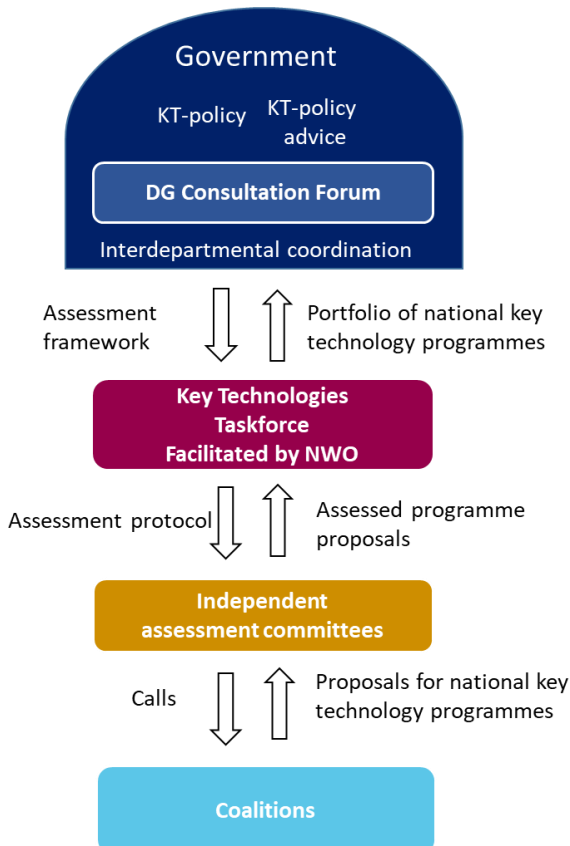 Government
KT-policy
KT-policy
advice
DG Consultation Forum
Interdepartmental coordination
Assessment
framework
Portfolio of national key
technology programmes
Key Technologies
Taskforce
Facilitated by NWO
Assessment protocol
Assessed programme
proposals
Independent
assessment committees
Calls
Proposals for national key
technology programmes
Coalitions